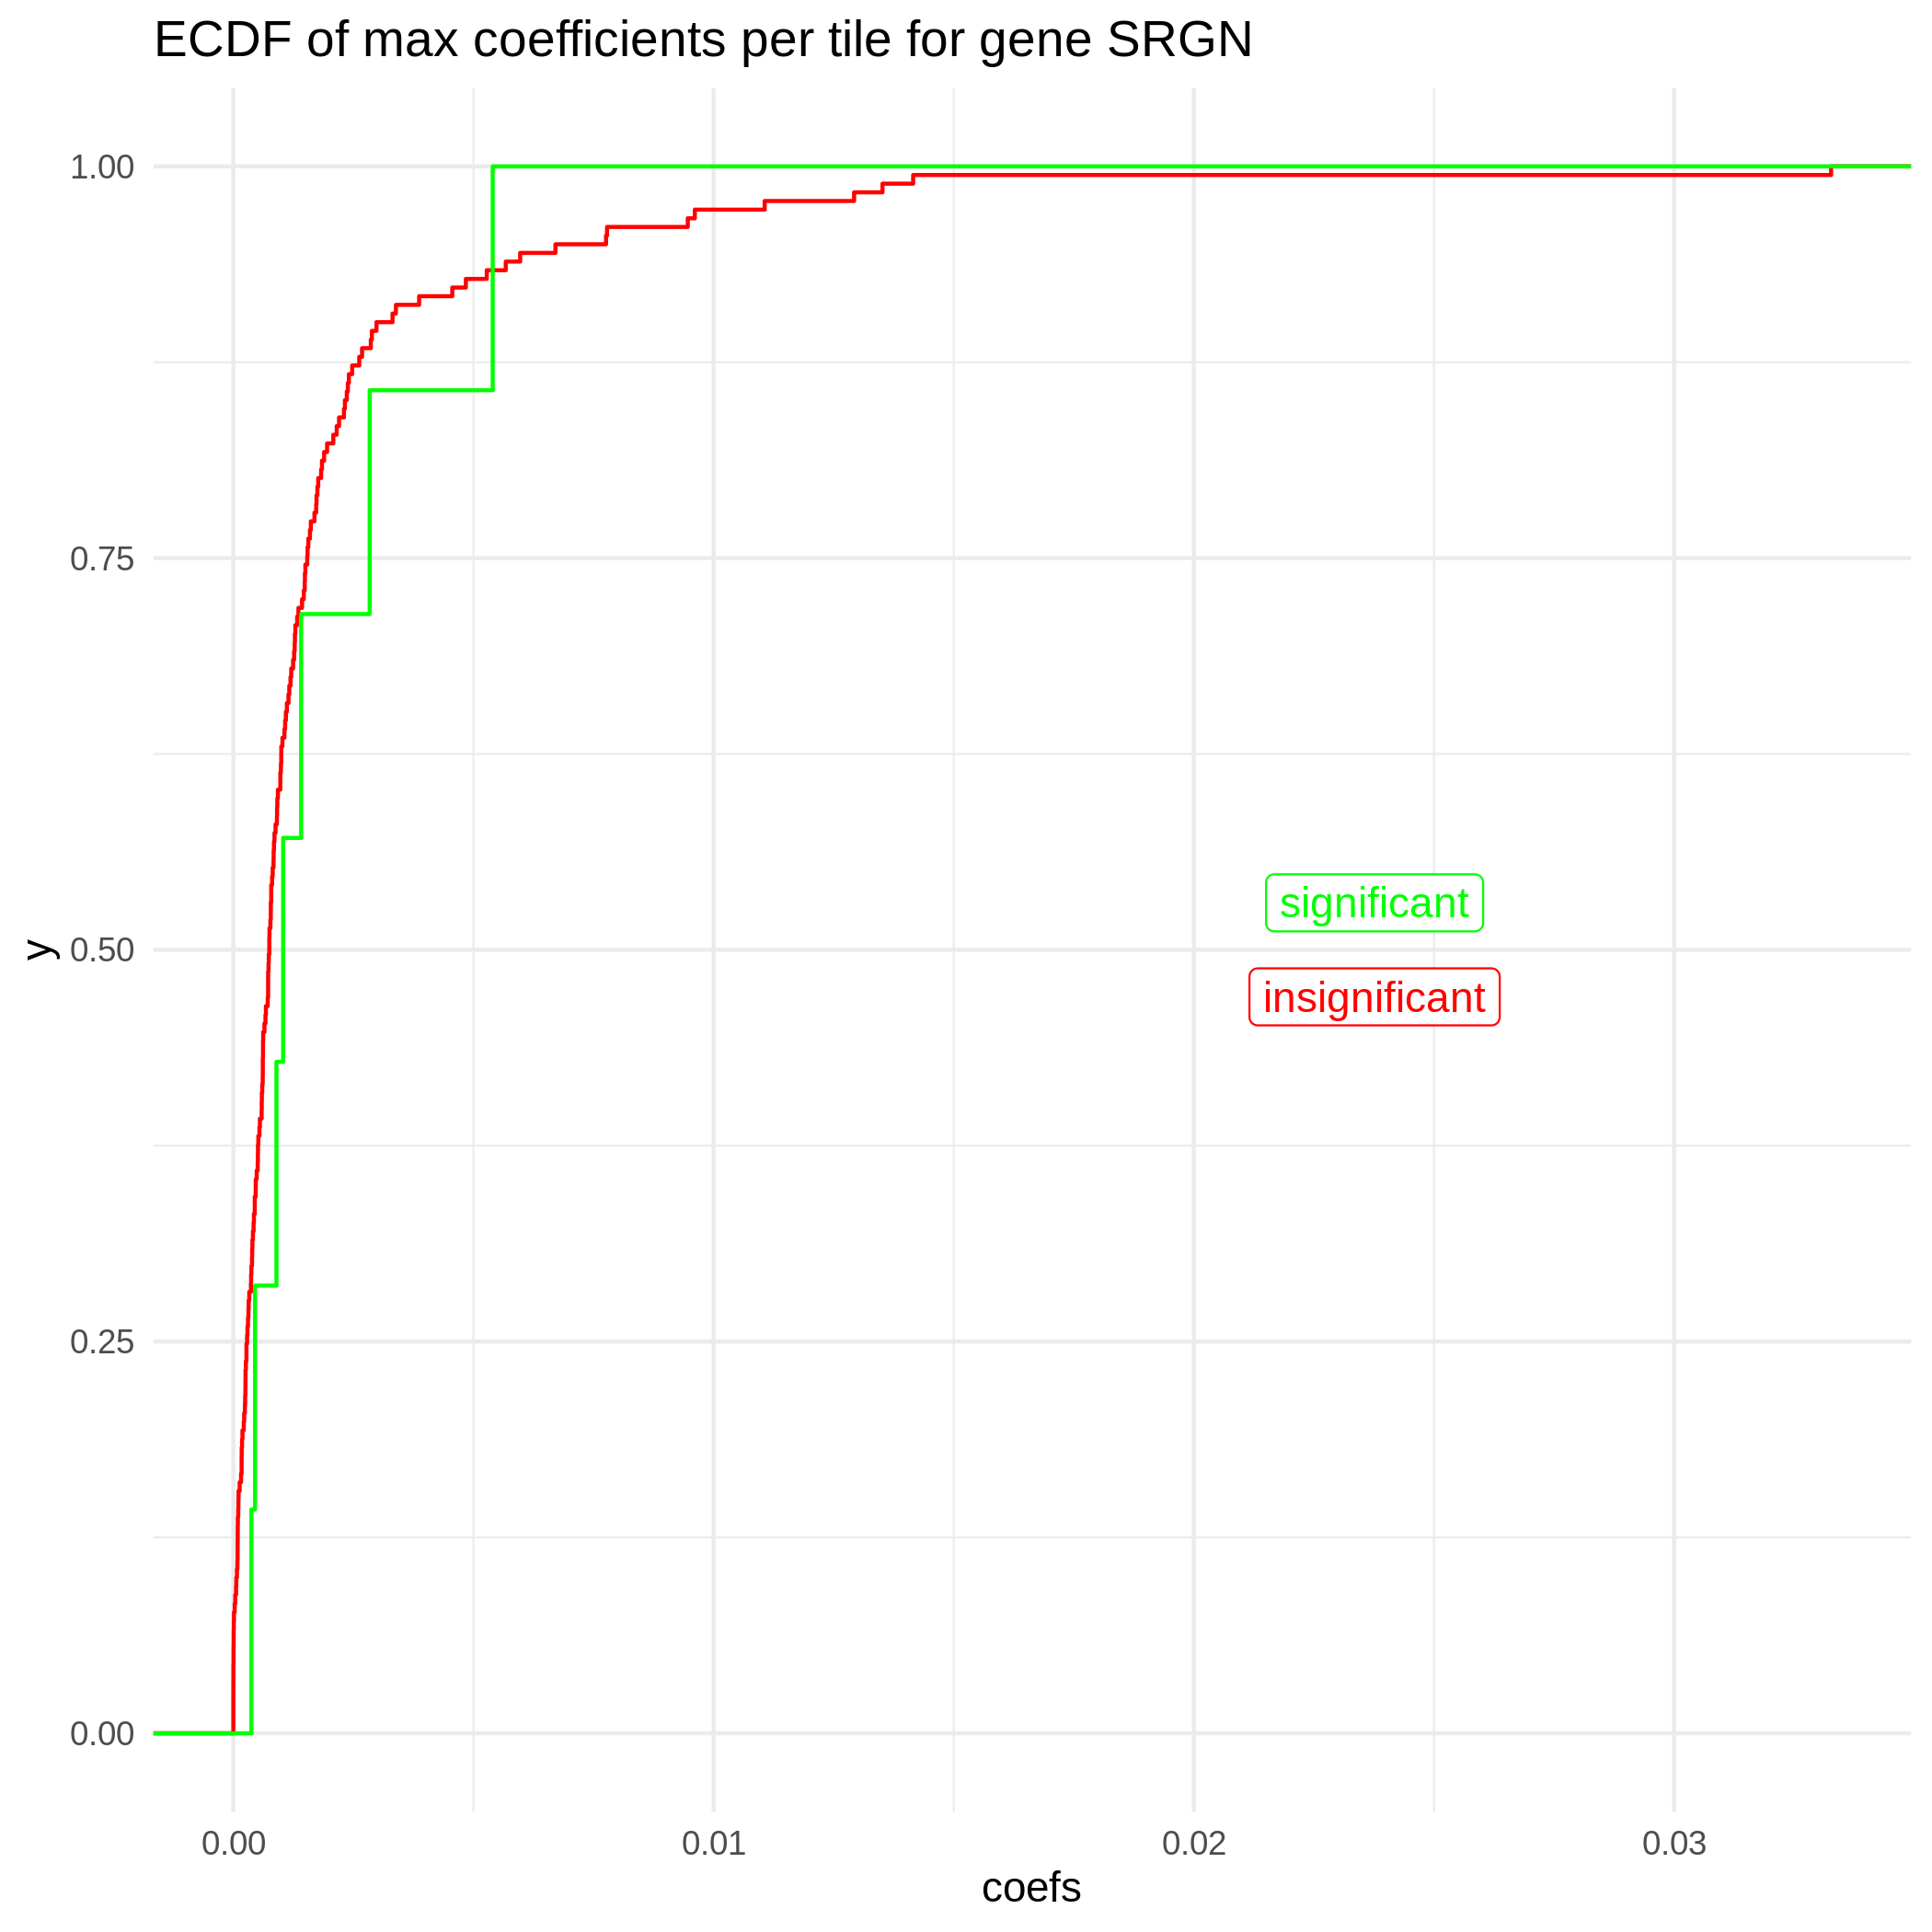 ECDF of max coefficients per tile for gene SRGN
1.00
0.75
0.50
0.25
0.00
y
significant
insignificant
0.00
0.01
0.02
0.03
coefs